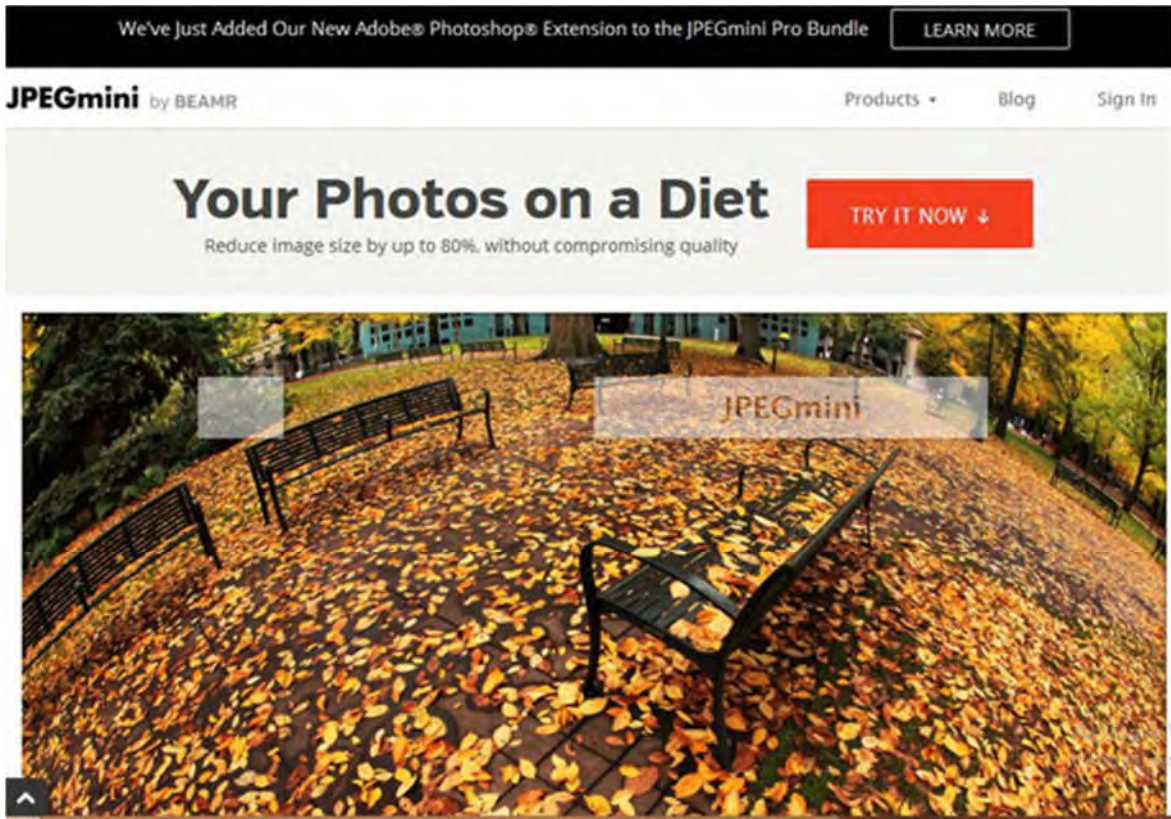 We've Just Added Our New Adobe® Photoshop® Extension to the JPEGmini Pro Bundle LEARN MORE
JPEGmini by BEAMR Products Blog Sign In
Your Photos on a Diet
Reduce image size by up to 80%, without compromising quality
TRY IT NOW ↓
JPEGmini